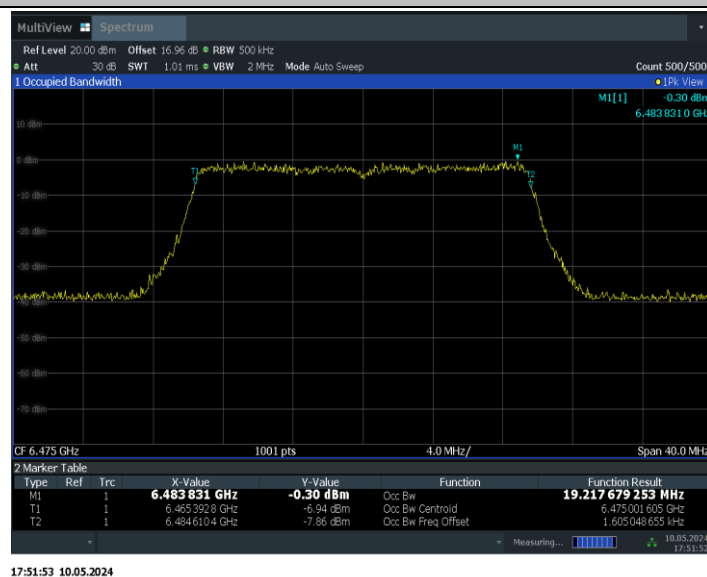 MultiView Spectrum
Ref Level 20.00 dBm Offset 16.96 dB RBW 500 kHz
Att 30 dB SWT 1.01 ms VBW 2 MHz Mode Auto Sweep Count 500/500
1 Occupied Bandwidth 1Pk View
M1[1] -0.30 dBm
6.483 831 0 GHz
10 dBm
M1
0 dBm
T1 T2
-10 dBm
-20 dBm
-30 dBm
-40 dBm
-50 dBm
-60 dBm
-70 dBm
CF 6.475 GHz 1001 pts 4.0 MHz/ Span 40.0 MHz
2 Marker Table
Type Ref Trc X-Value Y-Value Function Function Result
M1 1 6.483 831 GHz -0.30 dBm Occ Bw 19.217 679 253 MHz
T1 1 6.465 392 8 GHz -6.94 dBm Occ Bw Centroid 6.475 001 605 GHz
T2 1 6.484 610 4 GHz -7.86 dBm Occ Bw Freq Offset 1.605 048 655 kHz
Measuring... 10.05.2024
17:51:52
17:51:53 10.05.2024